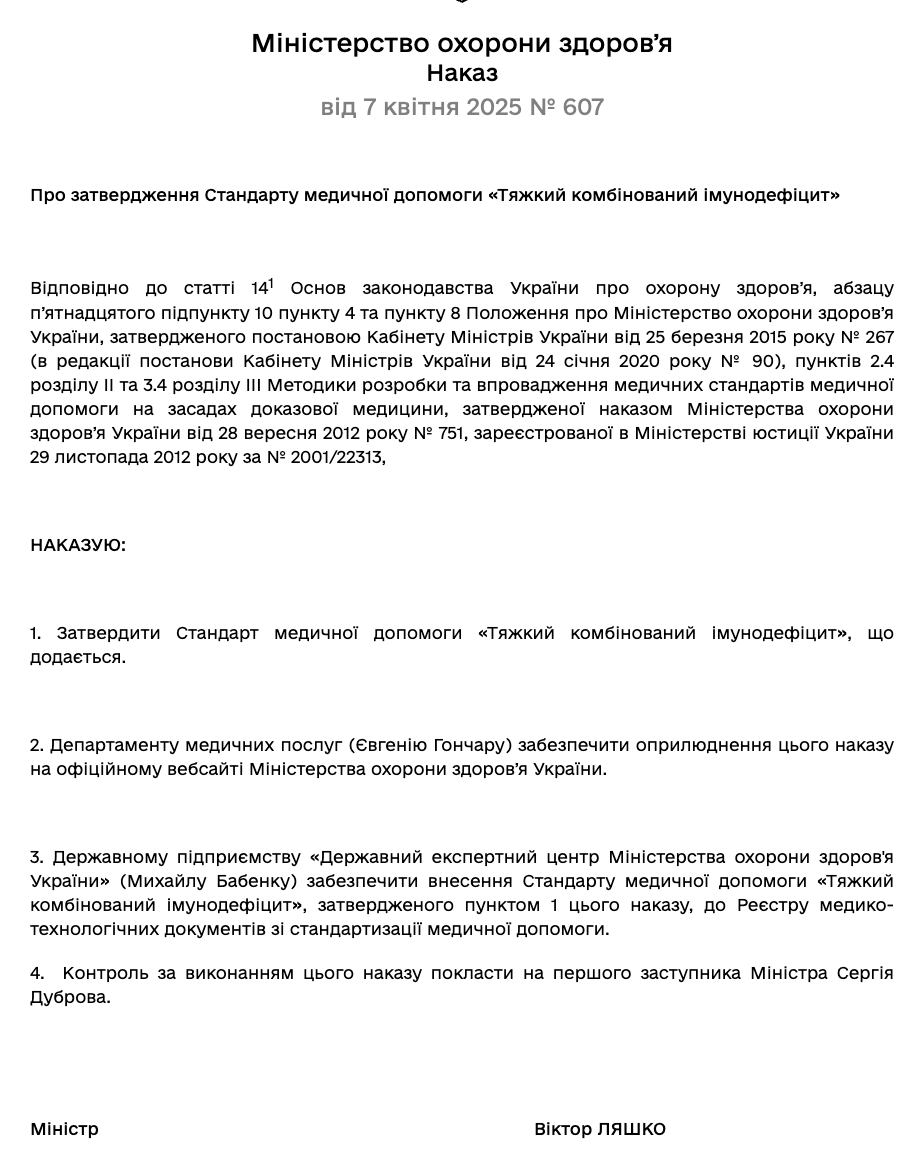 Міністерство охорони здоров’я
Наказ
від 7 квітня 2025 № 607
Про затвердження Стандарту медичної допомоги «Тяжкий комбінований імунодефіцит»
Відповідно до статті 14¹ Основ законодавства України про охорону здоров’я, абзацу
п’ятнадцятого підпункту 10 пункту 4 та пункту 8 Положення про Міністерство охорони здоров’я
України, затвердженого постановою Кабінету Міністрів України від 25 березня 2015 року № 267
(в редакції постанови Кабінету Міністрів України від 24 січня 2020 року № 90), пунктів 2.4
розділу II та 3.4 розділу III Методики розробки та впровадження медичних стандартів медичної
допомоги на засадах доказової медицини, затвердженої наказом Міністерства охорони
здоров’я України від 28 вересня 2012 року № 751, зареєстрованої в Міністерстві юстиції України
29 листопада 2012 року за № 2001/22313,
НАКАЗУЮ:
1. Затвердити Стандарт медичної допомоги «Тяжкий комбінований імунодефіцит», що
додається.
2. Департаменту медичних послуг (Євгенію Гончару) забезпечити оприлюднення цього наказу
на офіційному вебсайті Міністерства охорони здоров’я України.
3. Державному підприємству «Державний експертний центр Міністерства охорони здоров'я
України» (Михайлу Бабенку) забезпечити внесення Стандарту медичної допомоги «Тяжкий
комбінований імунодефіцит», затвердженого пунктом 1 цього наказу, до Реєстру медико-
технологічних документів зі стандартизації медичної допомоги.
4. Контроль за виконанням цього наказу покласти на першого заступника Міністра Сергія
Дуброва.
Міністр Віктор ЛЯШКО